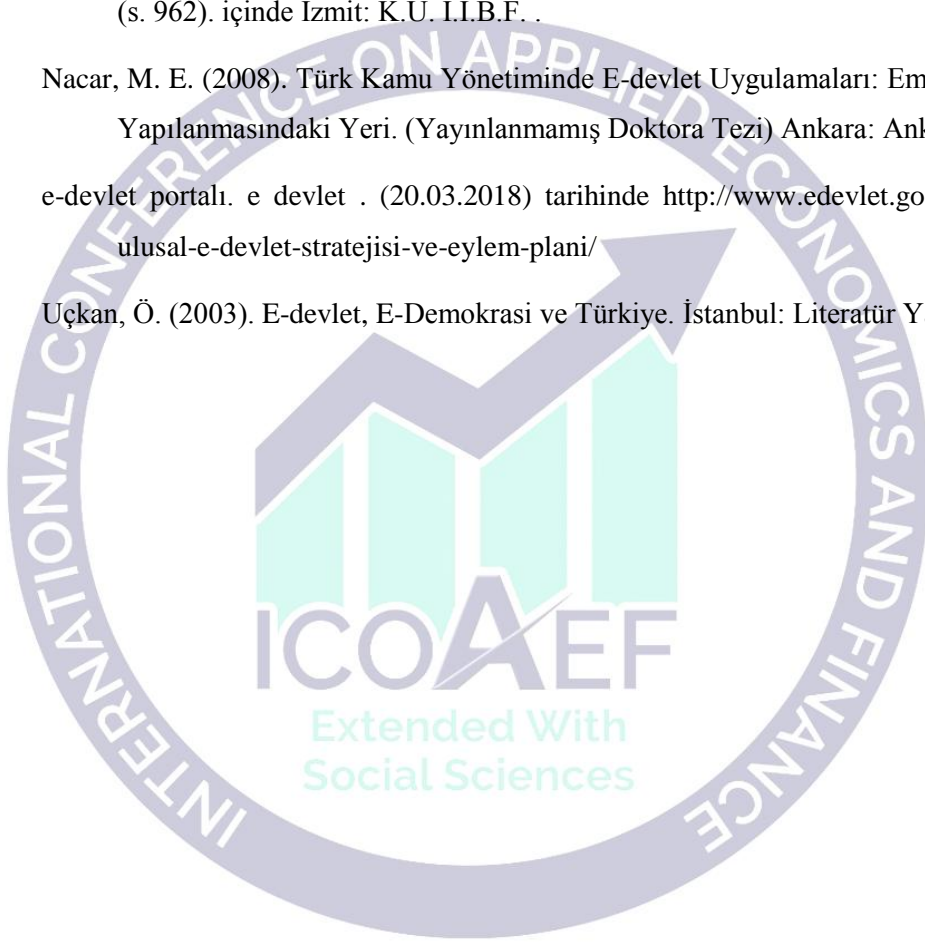 (s. 962). içinde İzmit: K.Ü. İ.İ.B.F. .
Nacar, M. E. (2008). Türk Kamu Yönetiminde E-devlet Uygulamaları: Em
Yapılanmasındaki Yeri. (Yayınlanmamış Doktora Tezi) Ankara: Ank
e-devlet portalı. e devlet . (20.03.2018) tarihinde http://www.edevlet.go
ulusal-e-devlet-stratejisi-ve-eylem-plani/
Uçkan, Ö. (2003). E-devlet, E-Demokrasi ve Türkiye. İstanbul: Literatür Y
INTERNATIONAL CONFERENCE ON APPLIED ECONOMICS AND FINANCE
ICOAEF
Extended With
Social Sciences